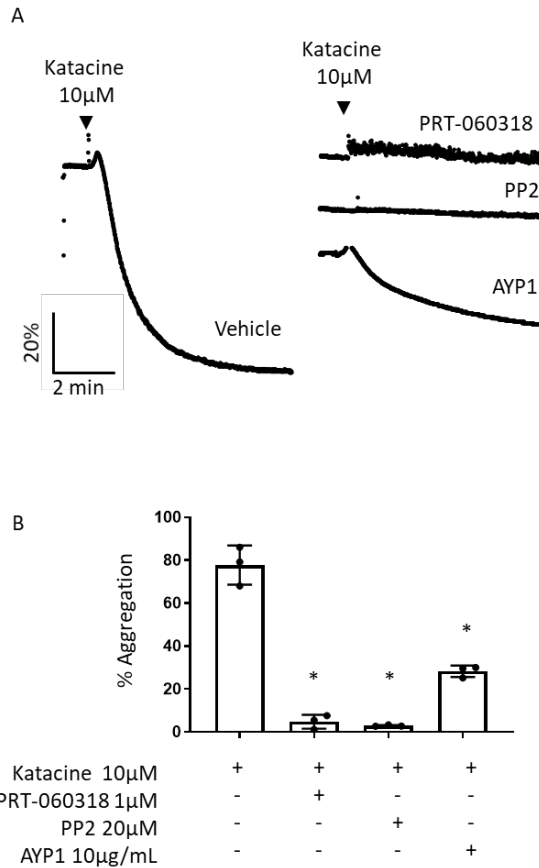 A
Katacine
10µM
Katacine
10µM
PRT-060318
PP2
AYP1
Vehicle
20%
2 min
B
% Aggregation
100
80
60
40
20
0
* * *
Katacine 10µM + + + +
PRT-060318 1µM - + - -
PP2 20µM - - + -
AYP1 10µg/mL - - - +